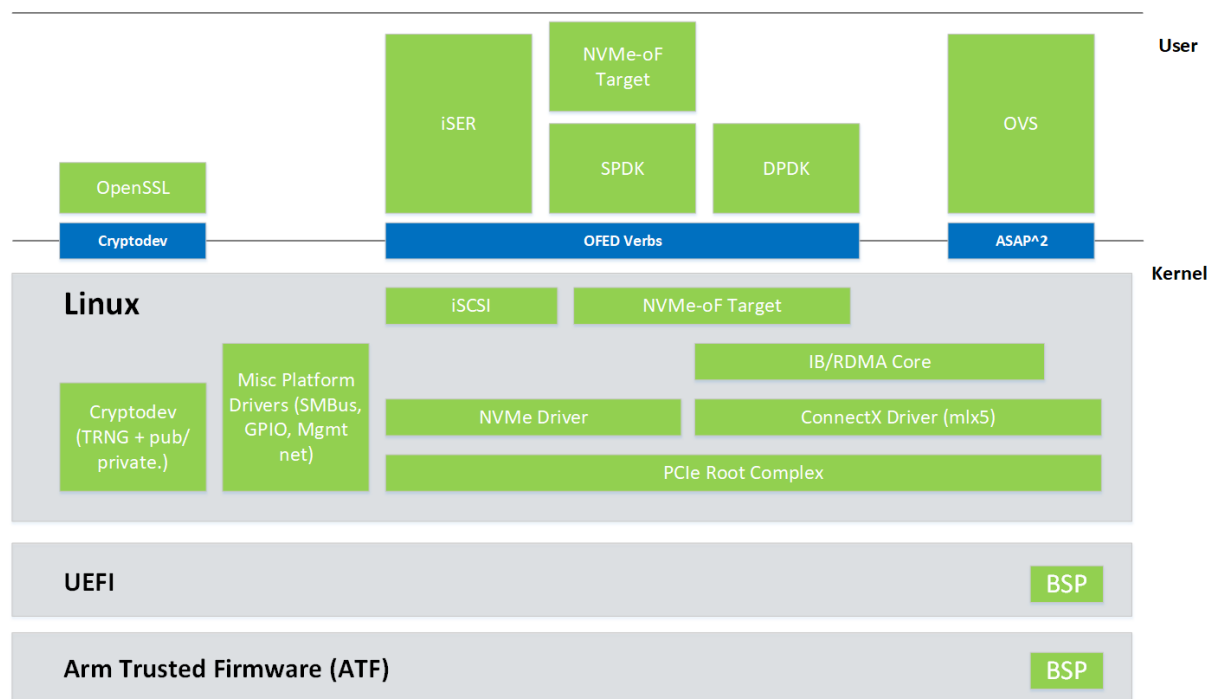 User
NVMe-oF
Target
iSER
OVS
SPDK
DPDK
OpenSSL
Cryptodev
OFED Verbs
ASAP^2
Kernel
Linux
iSCSI
NVMe-oF Target
IB/RDMA Core
Misc Platform
Drivers (SMBus,
GPIO, Mgmt
net)
Cryptodev
(TRNG + pub/
private.)
NVMe Driver
ConnectX Driver (mlx5)
PCIe Root Complex
UEFI
BSP
Arm Trusted Firmware (ATF)
BSP